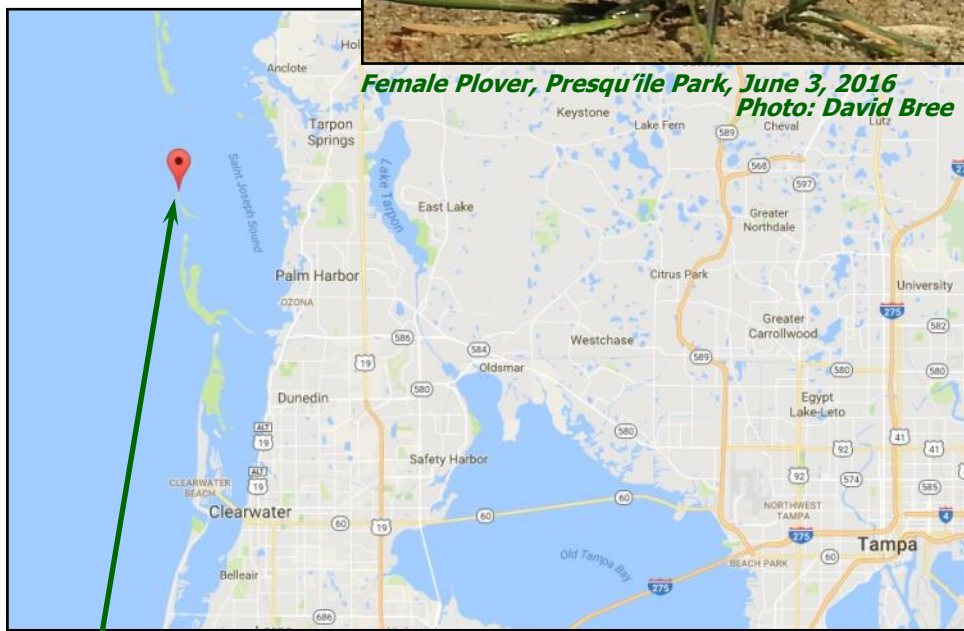 Female Plover, Presqu'ile Park, June 3, 2016
Photo: David Bree
Anclote
Tarpon
Springs
Keystone
Lake Fern
589
Cheval
Lutz
568
597
Saint Joseph Sound
Lake Tarpon
East Lake
Greater
Northdale
Palm Harbor
OZONA
Citrus Park
University
275
582
586
19
584
Oldsmar
Westchase
Greater
Carrollwood
589
580
580
580
Dunedin
Egypt
Lake-Leto
ALT
19
580
92
41
Safety Harbor
ALT
19
92
574
585
CLEARWATER
BEACH
Clearwater
60
19
60
60
NORTHWEST
TAMPA
4
275
60
Tampa
Old Tampa Bay
BEACH PARK
Belleair
275
686